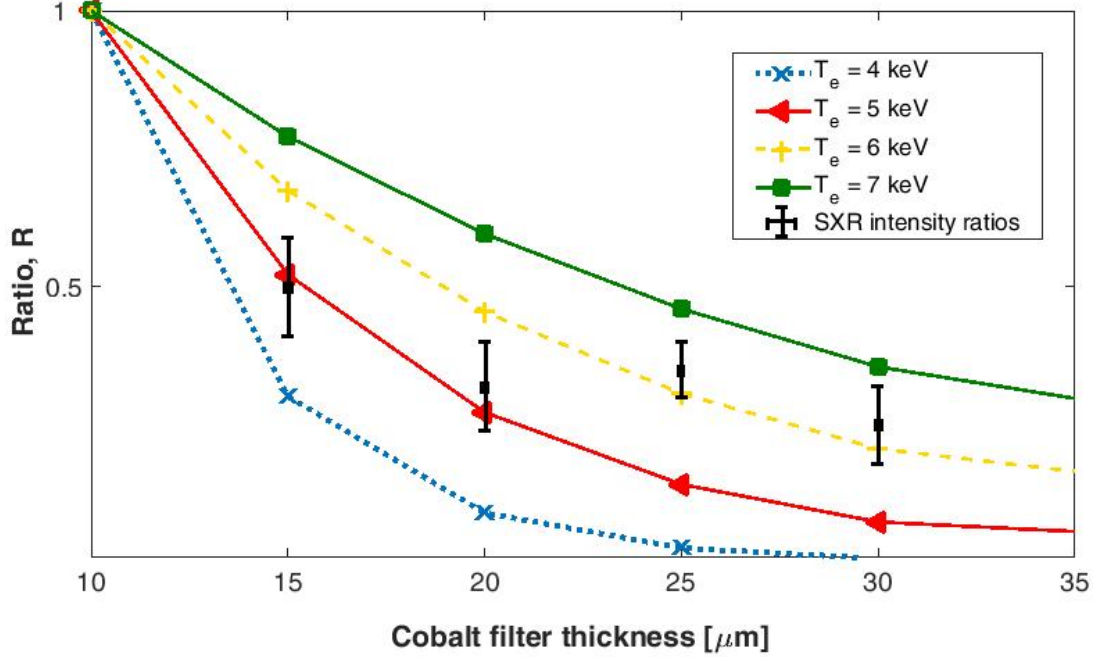 1
0.5
Ratio, R
T_e = 4 keV
T_e = 5 keV
T_e = 6 keV
T_e = 7 keV
SXR intensity ratios
10 15 20 25 30 35
Cobalt filter thickness [μm]